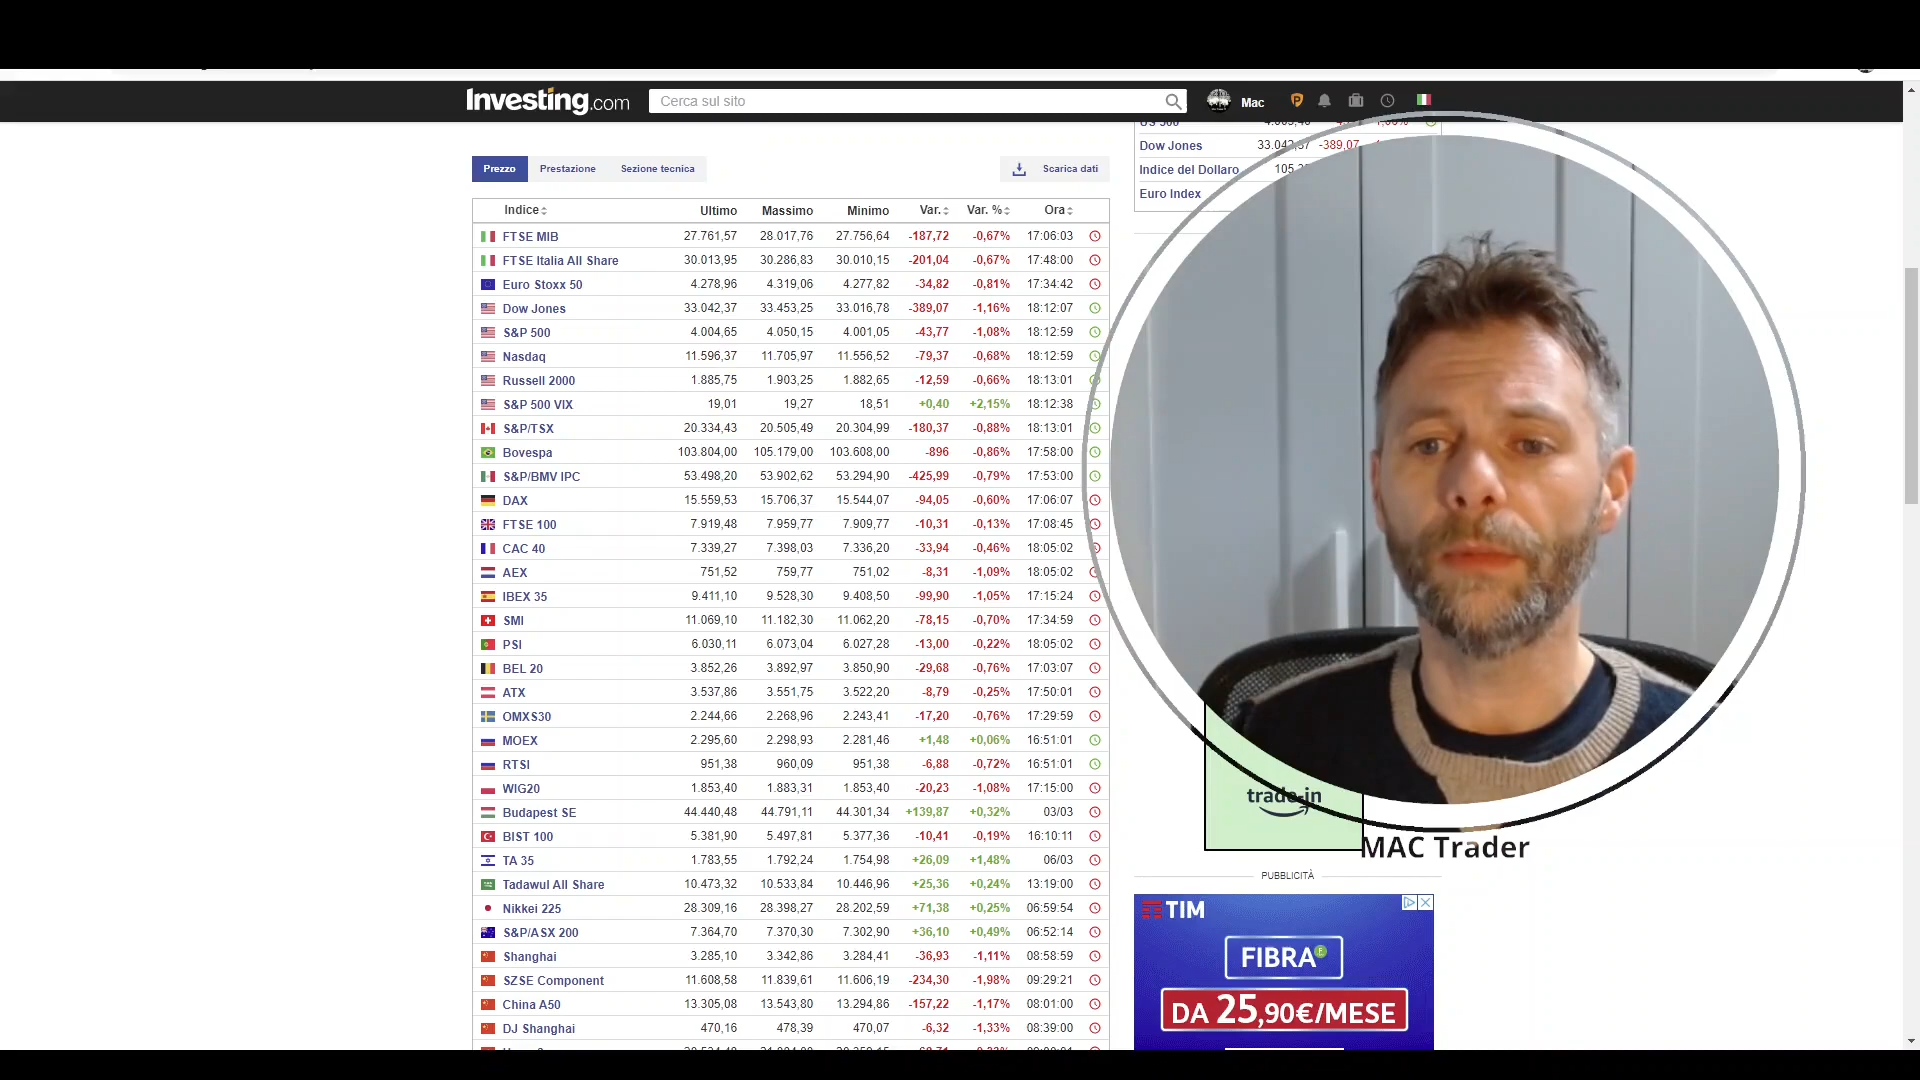 Investing.com
Cerca sul sito
Mac
US 500
Dow Jones 33.042,37 -389,07
Indice del Dollaro 105,
Euro Index
Prezzo Prestazione Sezione tecnica Scarica dati
Indice Ultimo Massimo Minimo Var. Var. % Ora
FTSE MIB 27.761,57 28.017,76 27.756,64 -187,72 -0,67% 17:06:03
FTSE Italia All Share 30.013,95 30.286,83 30.010,15 -201,04 -0,67% 17:48:00
Euro Stoxx 50 4.278,96 4.319,06 4.277,82 -34,82 -0,81% 17:34:42
Dow Jones 33.042,37 33.453,25 33.016,78 -389,07 -1,16% 18:12:07
S&P 500 4.004,65 4.050,15 4.001,05 -43,77 -1,08% 18:12:59
Nasdaq 11.596,37 11.705,97 11.556,52 -79,37 -0,68% 18:12:59
Russell 2000 1.885,75 1.903,25 1.882,65 -12,59 -0,66% 18:13:01
S&P 500 VIX 19,01 19,27 18,51 +0,40 +2,15% 18:12:38
S&P/TSX 20.334,43 20.505,49 20.304,99 -180,37 -0,88% 18:13:01
Bovespa 103.804,00 105.179,00 103.608,00 -896 -0,86% 17:58:00
S&P/BMV IPC 53.498,20 53.902,62 53.294,90 -425,99 -0,79% 17:53:00
DAX 15.559,53 15.706,37 15.544,07 -94,05 -0,60% 17:06:07
FTSE 100 7.919,48 7.959,77 7.909,77 -10,31 -0,13% 17:08:45
CAC 40 7.339,27 7.398,03 7.336,20 -33,94 -0,46% 18:05:02
AEX 751,52 759,77 751,02 -8,31 -1,09% 18:05:02
IBEX 35 9.411,10 9.528,30 9.408,50 -99,90 -1,05% 17:15:24
SMI 11.069,10 11.182,30 11.062,20 -78,15 -0,70% 17:34:59
PSI 6.030,11 6.073,04 6.027,28 -13,00 -0,22% 18:05:02
BEL 20 3.852,26 3.892,97 3.850,90 -29,68 -0,76% 17:03:07
ATX 3.537,86 3.551,75 3.522,20 -8,79 -0,25% 17:50:01
OMXS30 2.244,66 2.268,96 2.243,41 -17,20 -0,76% 17:29:59
MOEX 2.295,60 2.298,93 2.281,46 +1,48 +0,06% 16:51:01
RTSI 951,38 960,09 951,38 -6,88 -0,72% 16:51:01
WIG20 1.853,40 1.883,31 1.853,40 -20,23 -1,08% 17:15:00
Budapest SE 44.440,48 44.791,11 44.301,34 +139,87 +0,32% 03/03
BIST 100 5.381,90 5.497,81 5.377,36 -10,41 -0,19% 16:10:11
TA 35 1.783,55 1.792,24 1.754,98 +26,09 +1,48% 06/03
Tadawul All Share 10.473,32 10.533,84 10.446,96 +25,36 +0,24% 13:19:00
Nikkei 225 28.309,16 28.398,27 28.202,59 +71,38 +0,25% 06:59:54
S&P/ASX 200 7.364,70 7.370,30 7.302,90 +36,10 +0,49% 06:52:14
Shanghai 3.285,10 3.342,86 3.284,41 -36,93 -1,11% 08:58:59
SZSE Component 11.608,58 11.839,61 11.606,19 -234,30 -1,98% 09:29:21
China A50 13.305,08 13.543,80 13.294,86 -157,22 -1,17% 08:01:00
DJ Shanghai 470,16 478,39 470,07 -6,32 -1,33% 08:39:00
trade-in
MAC Trader
PUBBLICITÀ
TIM
FIBRA
DA 25,90€/MESE